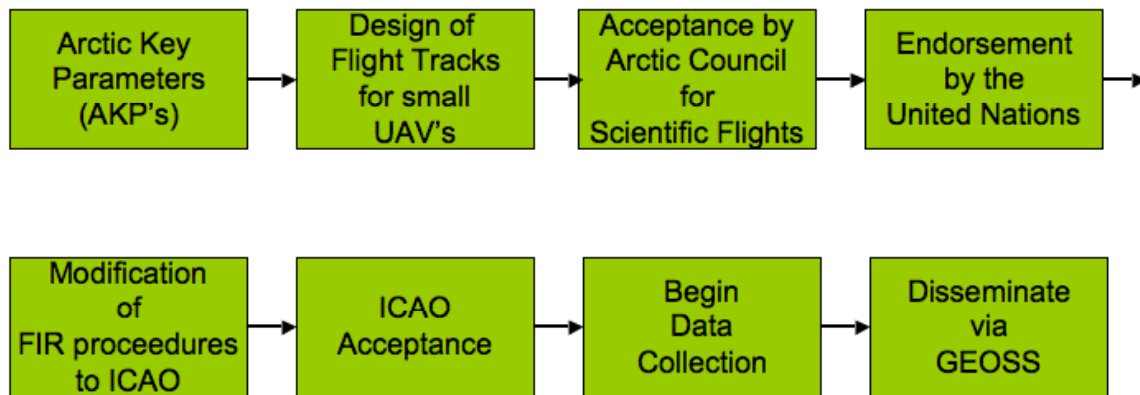 Arctic Key
Parameters
(AKP's)
Design of
Flight Tracks
for small
UAV's
Acceptance by
Arctic Council
for
Scientific Flights
Endorsement
by the
United Nations
Modification
of
FIR proceedures
to ICAO
ICAO
Acceptance
Begin
Data
Collection
Disseminate
via
GEOSS